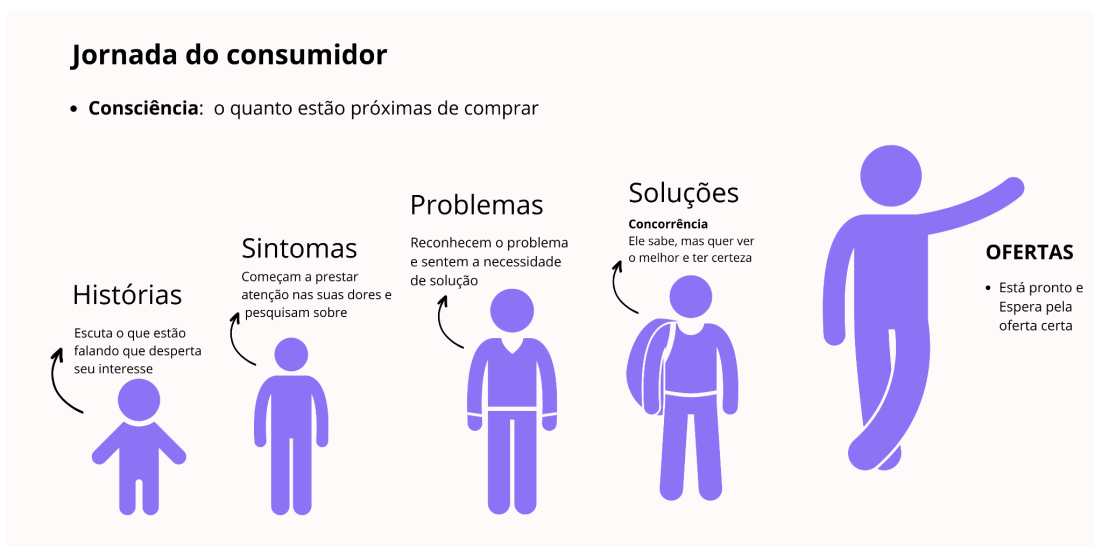 Jornada do consumidor
• Consciência: o quanto estão próximas de comprar
Histórias
Escuta o que estão
falando que desperta
seu interesse
Sintomas
Começam a prestar
atenção nas suas dores e
pesquisam sobre
Problemas
Reconhecem o problema
e sentem a necessidade
de solução
Soluções
Concorrência
Ele sabe, mas quer ver
o melhor e ter certeza
OFERTAS
• Está pronto e
Espera pela
oferta certa